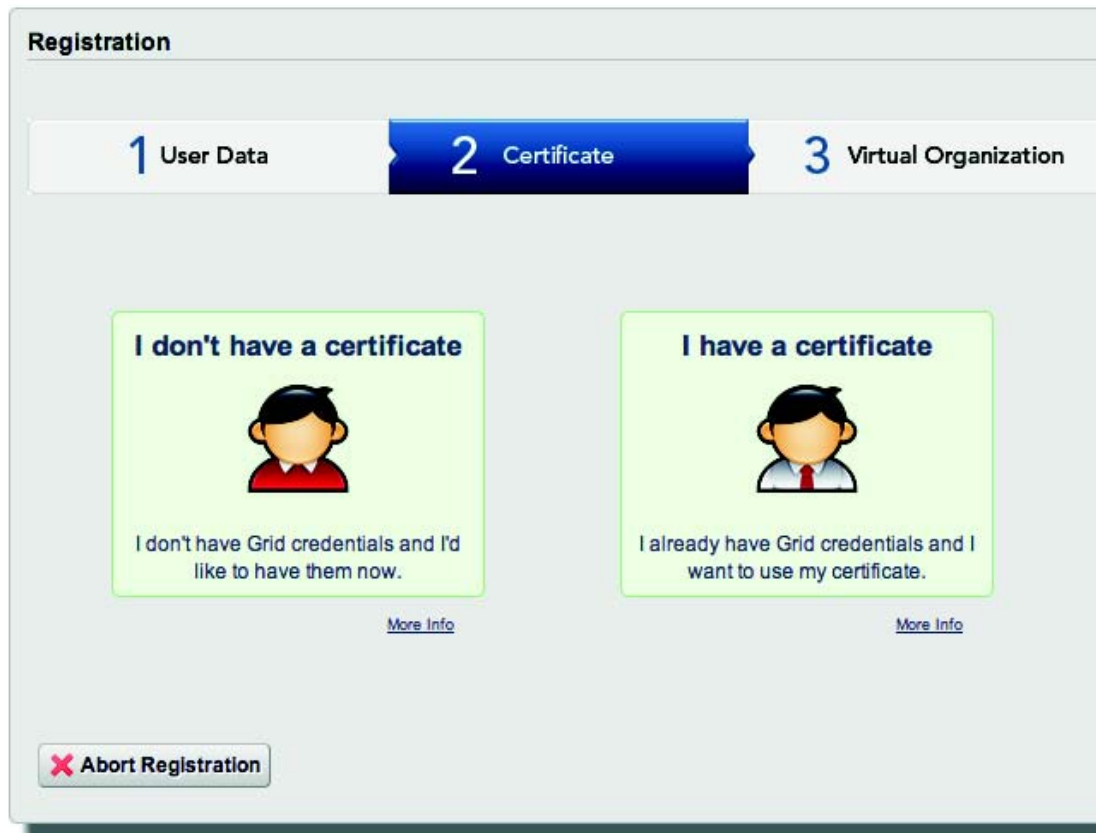 Registration
1 User Data
2 Certificate
3 Virtual Organization
I don't have a certificate
I don't have Grid credentials and I'd
like to have them now.
More Info
I have a certificate
I already have Grid credentials and I
want to use my certificate.
More Info
Abort Registration